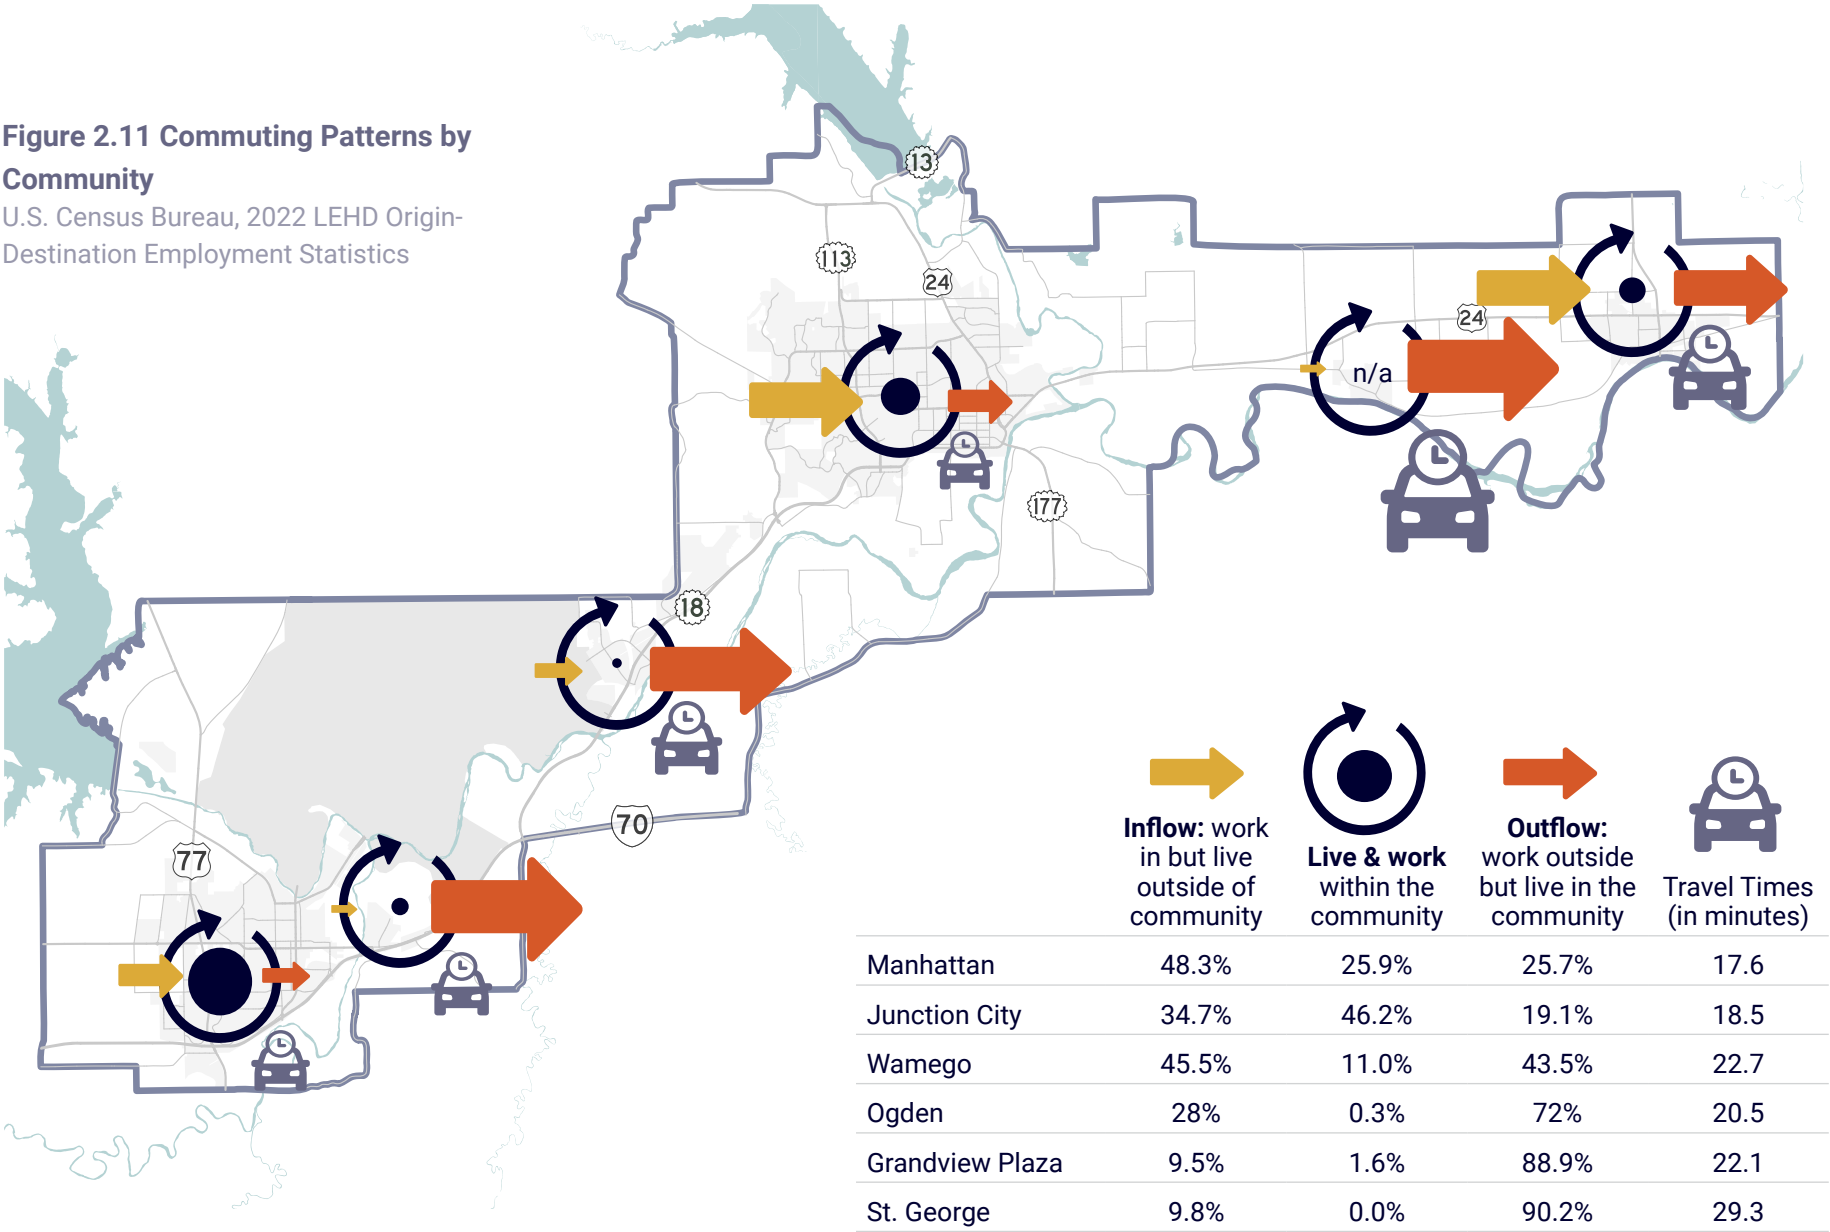 Figure 2.11 Commuting Patterns by
Community
U.S. Census Bureau, 2022 LEHD Origin-
Destination Employment Statistics
13
113
24
24
n/a
177
18
70
77
Inflow: work
in but live
outside of
community
Live & work
within the
community
Outflow:
work outside
but live in the
community
Travel Times
(in minutes)
Manhattan 48.3% 25.9% 25.7% 17.6
Junction City 34.7% 46.2% 19.1% 18.5
Wamego 45.5% 11.0% 43.5% 22.7
Ogden 28% 0.3% 72% 20.5
Grandview Plaza 9.5% 1.6% 88.9% 22.1
St. George 9.8% 0.0% 90.2% 29.3